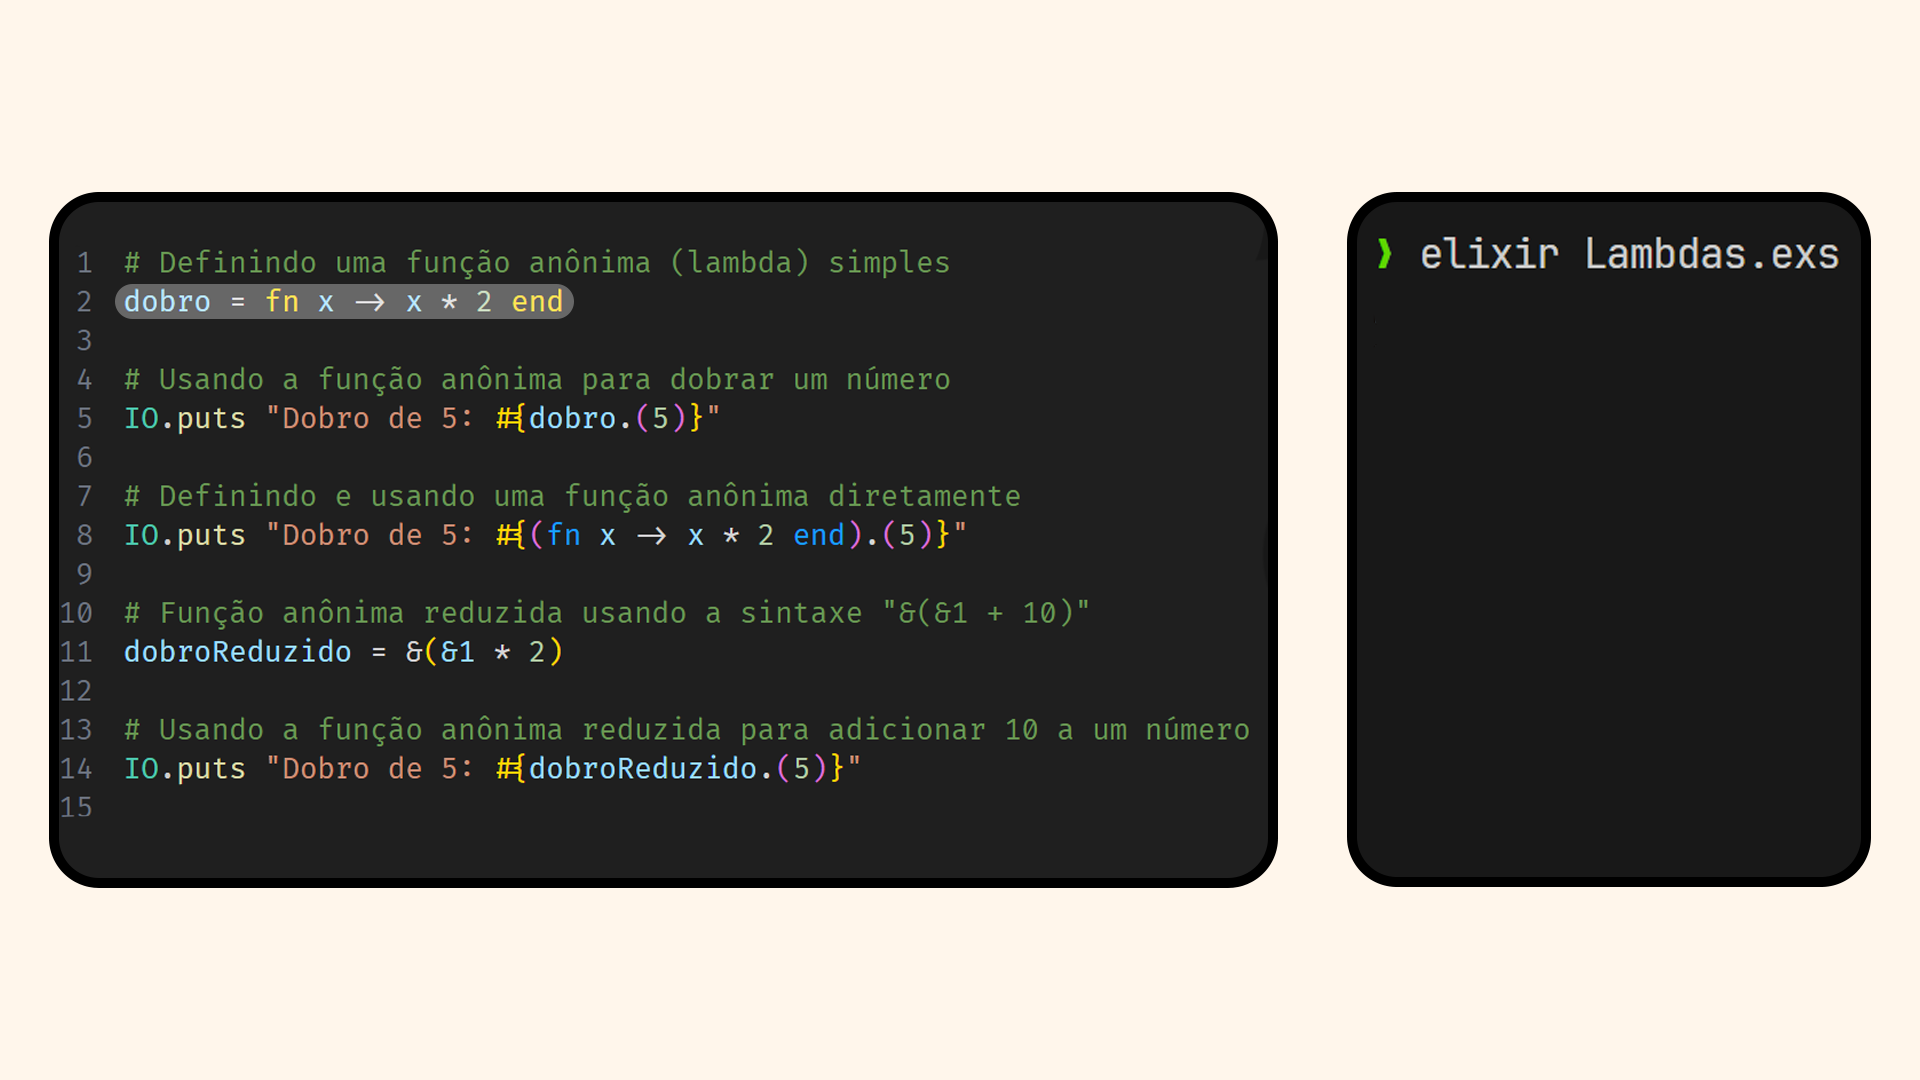 1 # Definindo uma função anônima (lambda) simples
2 dobro = fn x -> x * 2 end
3
4 # Usando a função anônima para dobrar um número
5 IO.puts "Dobro de 5: #{dobro.(5)}"
6
7 # Definindo e usando uma função anônima diretamente
8 IO.puts "Dobro de 5: #{(fn x -> x * 2 end).(5)}"
9
10 # Função anônima reduzida usando a sintaxe "&(&1 + 10)"
11 dobroReduzido = &(&1 * 2)
12
13 # Usando a função anônima reduzida para adicionar 10 a um número
14 IO.puts "Dobro de 5: #{dobroReduzido.(5)}"
15
❱ elixir Lambdas.exs